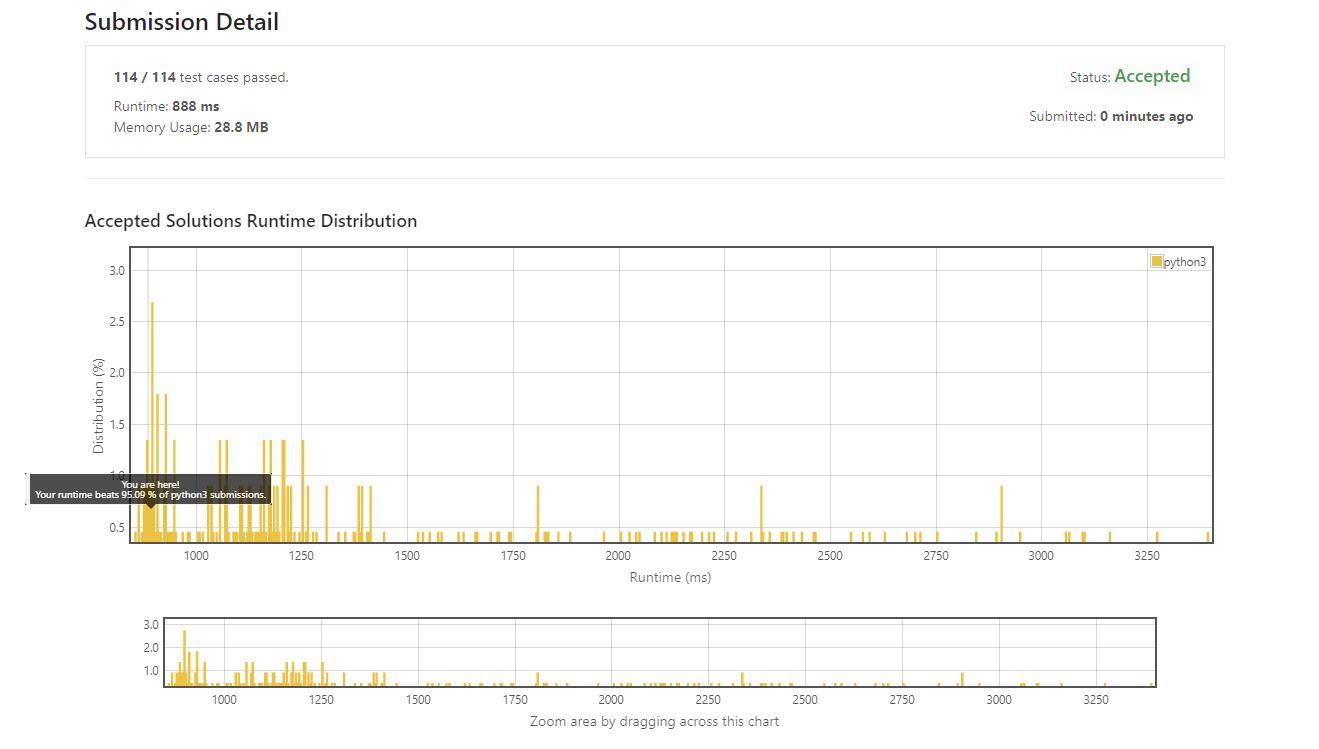 Submission Detail
114 / 114 test cases passed.
Status: Accepted
Runtime: 888 ms
Memory Usage: 28.8 MB
Submitted: 0 minutes ago
Accepted Solutions Runtime Distribution
python3
3.0
2.5
2.0
1.5
1.0
0.5
Distribution (%)
You are here!
Your runtime beats 95.09 % of python3 submissions.
1000 1250 1500 1750 2000 2250 2500 2750 3000 3250
Runtime (ms)
3.0
2.0
1.0
1000 1250 1500 1750 2000 2250 2500 2750 3000 3250
Zoom area by dragging across this chart